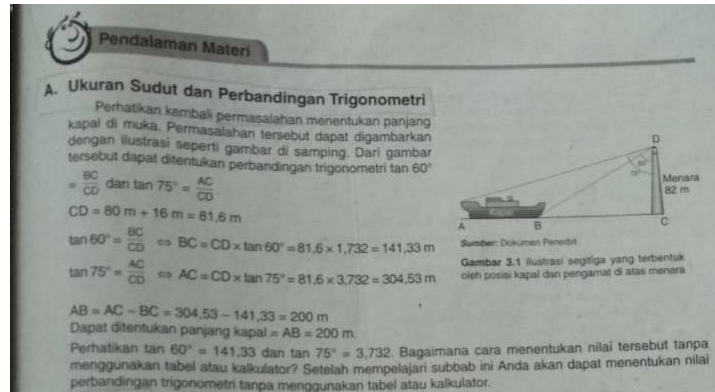 Pendalaman Materi
A. Ukuran Sudut dan Perbandingan Trigonometri
Perhatikan kembali permasalahan menentukan panjang
kapal di muka. Permasalahan tersebut dapat digambarkan
dengan ilustrasi seperti gambar di samping. Dari gambar
tersebut dapat ditentukan perbandingan trigonometri tan 60°
= BC/CD dan tan 75° = AC/CD.
CD = 80 m + 16 m = 81,6 m
tan 60° = BC/CD ⇔ BC = CD × tan 60° = 81,6 × 1,732 = 141,33 m
tan 75° = AC/CD ⇔ AC = CD × tan 75° = 81,6 × 3,732 = 304,53 m
D
Menara
82 m
A B C
Sumber: Dokumen Penerbit
Gambar 3.1 Ilustrasi segitiga yang terbentuk
oleh posisi kapal dan pengamat di atas menara
AB = AC – BC = 304,53 – 141,33 = 200 m
Dapat ditentukan panjang kapal = AB = 200 m.
Perhatikan tan 60° = 141,33 dan tan 75° = 3,732. Bagaimana cara menentukan nilai tersebut tanpa
menggunakan tabel atau kalkulator? Setelah mempelajari subbab ini Anda akan dapat menentukan nilai
perbandingan trigonometri tanpa menggunakan tabel atau kalkulator.